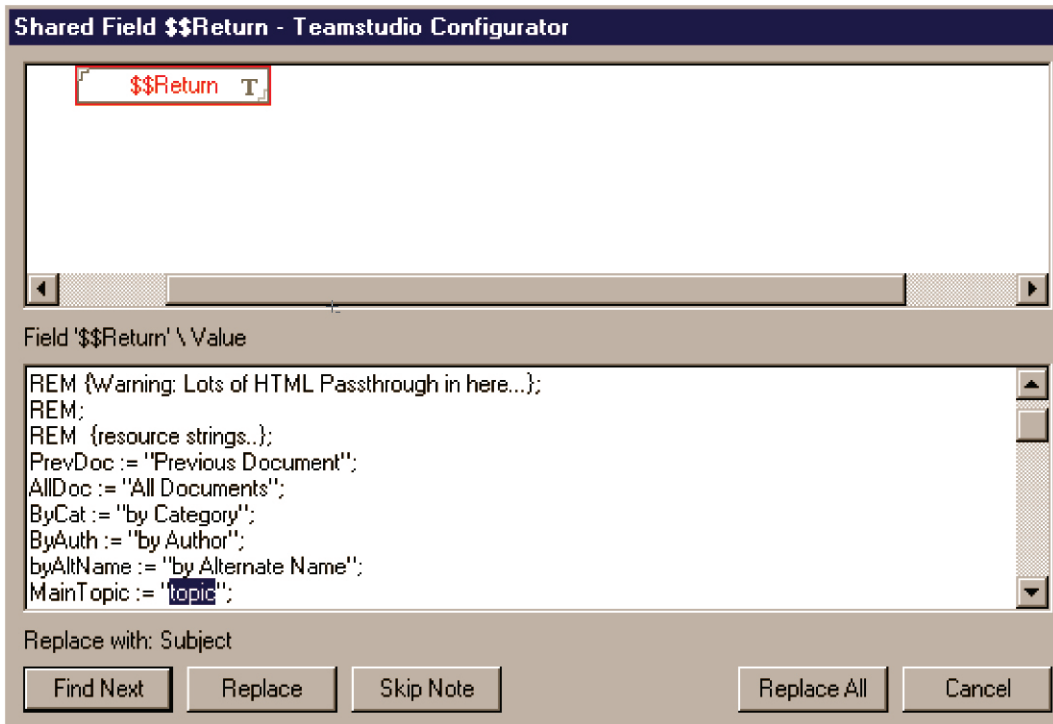 Shared Field $$Return - Teamstudio Configurator
$$Return T
Field '$$Return' \ Value
REM {Warning: Lots of HTML Passthrough in here...};
REM;
REM {resource strings..};
PrevDoc := "Previous Document";
AllDoc := "All Documents";
ByCat := "by Category";
ByAuth := "by Author";
byAltName := "by Alternate Name";
MainTopic := "topic";
Replace with: Subject
Find Next Replace Skip Note Replace All Cancel